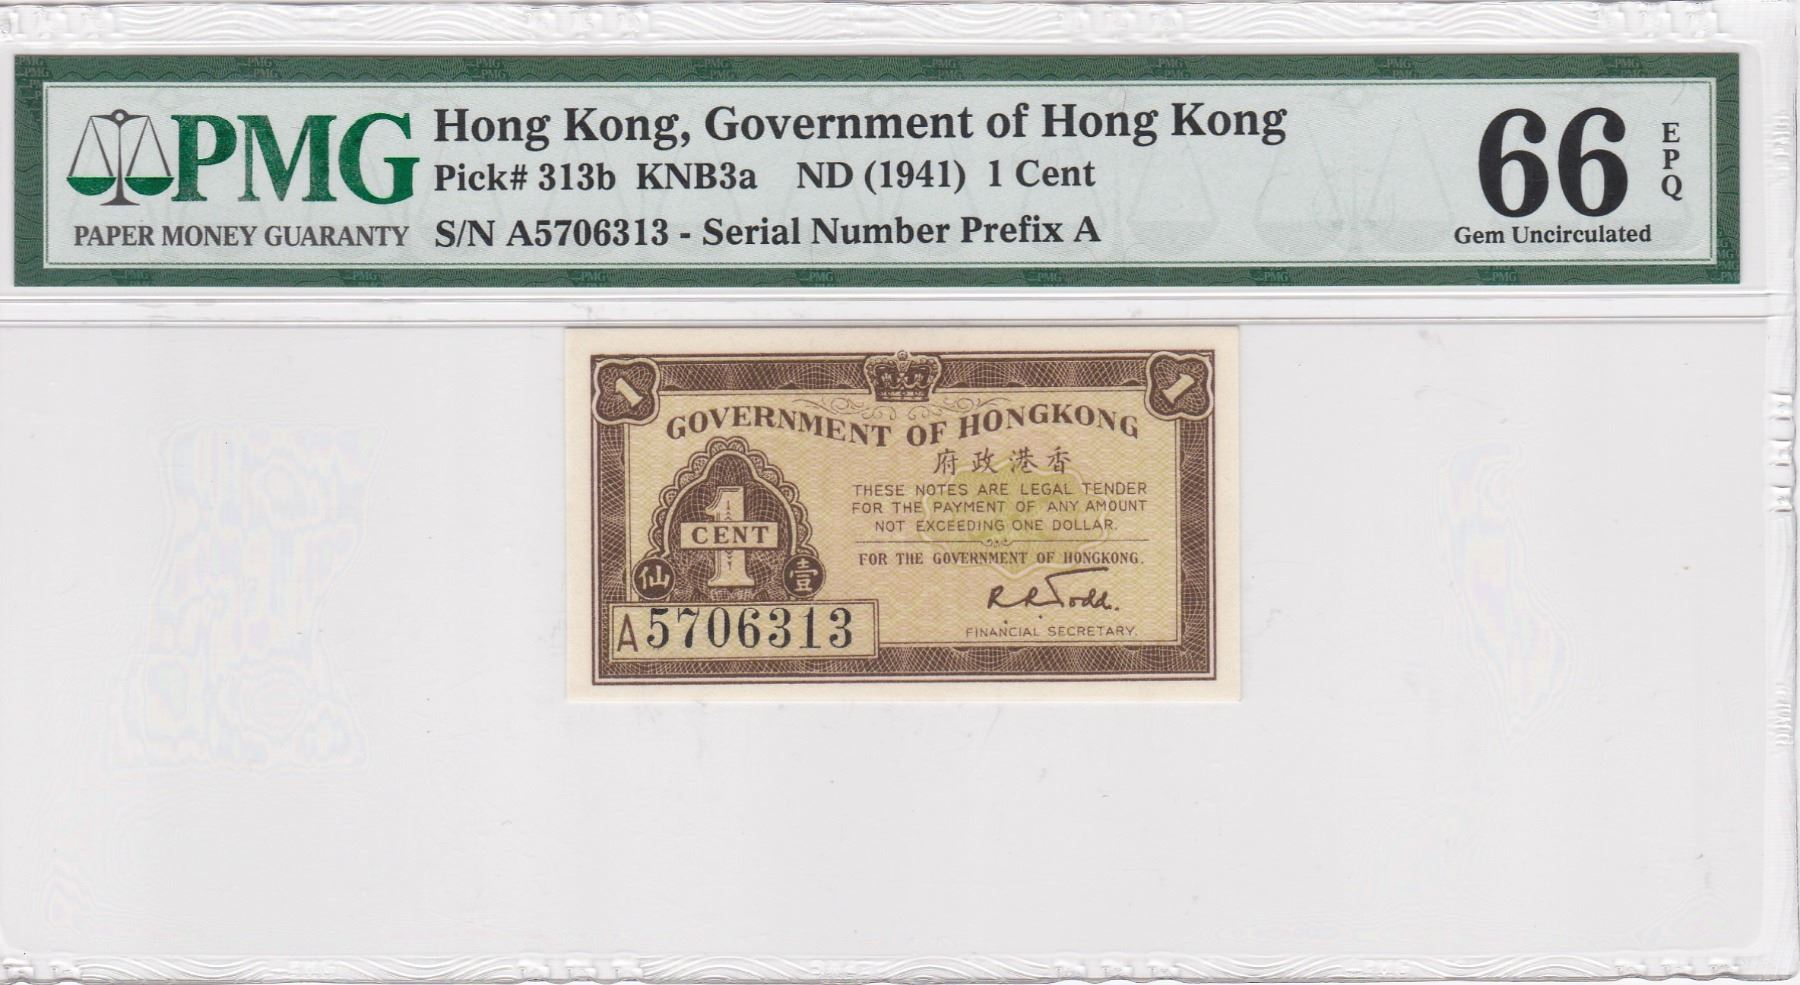 PMG
PAPER MONEY GUARANTY
Hong Kong, Government of Hong Kong
Pick# 313b KNB3a ND (1941) 1 Cent
S/N A5706313 - Serial Number Prefix A
66 EPQ
Gem Uncirculated
1 1
GOVERNMENT OF HONGKONG
府政港香
THESE NOTES ARE LEGAL TENDER
FOR THE PAYMENT OF ANY AMOUNT
NOT EXCEEDING ONE DOLLAR.
FOR THE GOVERNMENT OF HONGKONG.
1
CENT
仙 壹
R R Todd.
A5706313
FINANCIAL SECRETARY.